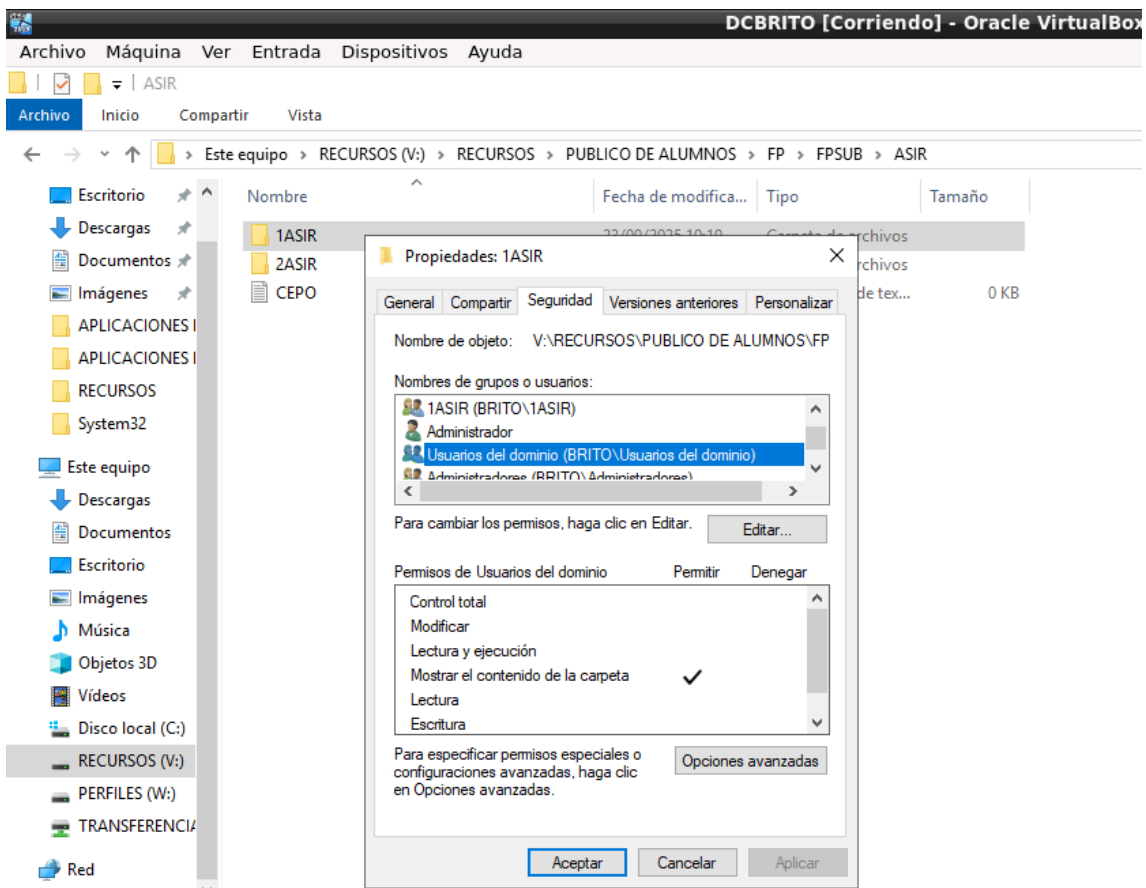 DCBRITO [Corriendo] - Oracle VirtualBox
Archivo Máquina Ver Entrada Dispositivos Ayuda
ASIR
Archivo Inicio Compartir Vista
Este equipo > RECURSOS (V:) > RECURSOS > PUBLICO DE ALUMNOS > FP > FPSUB > ASIR
Escritorio
Descargas
Documentos
Imágenes
APLICACIONES
APLICACIONES
RECURSOS
System32
Este equipo
Descargas
Documentos
Escritorio
Imágenes
Música
Objetos 3D
Vídeos
Disco local (C:)
RECURSOS (V:)
PERFILES (W:)
TRANSFERENCIA
Red
Nombre Fecha de modifica... Tipo Tamaño
1ASIR Carpeta de archivos
2ASIR rchivos
CEPO de tex... 0 KB
Propiedades: 1ASIR
General Compartir Seguridad Versiones anteriores Personalizar
Nombre de objeto: V:\RECURSOS\PUBLICO DE ALUMNOS\FP
Nombres de grupos o usuarios:
1ASIR (BRITO\1ASIR)
Administrador
Usuarios del dominio (BRITO\Usuarios del dominio)
Administradores (BRITO\Administradores)
Para cambiar los permisos, haga clic en Editar.
Editar...
Permisos de Usuarios del dominio Permitir Denegar
Control total
Modificar
Lectura y ejecución
Mostrar el contenido de la carpeta
Lectura
Escritura
Para especificar permisos especiales o
configuraciones avanzadas, haga clic
en Opciones avanzadas.
Opciones avanzadas
Aceptar Cancelar Aplicar